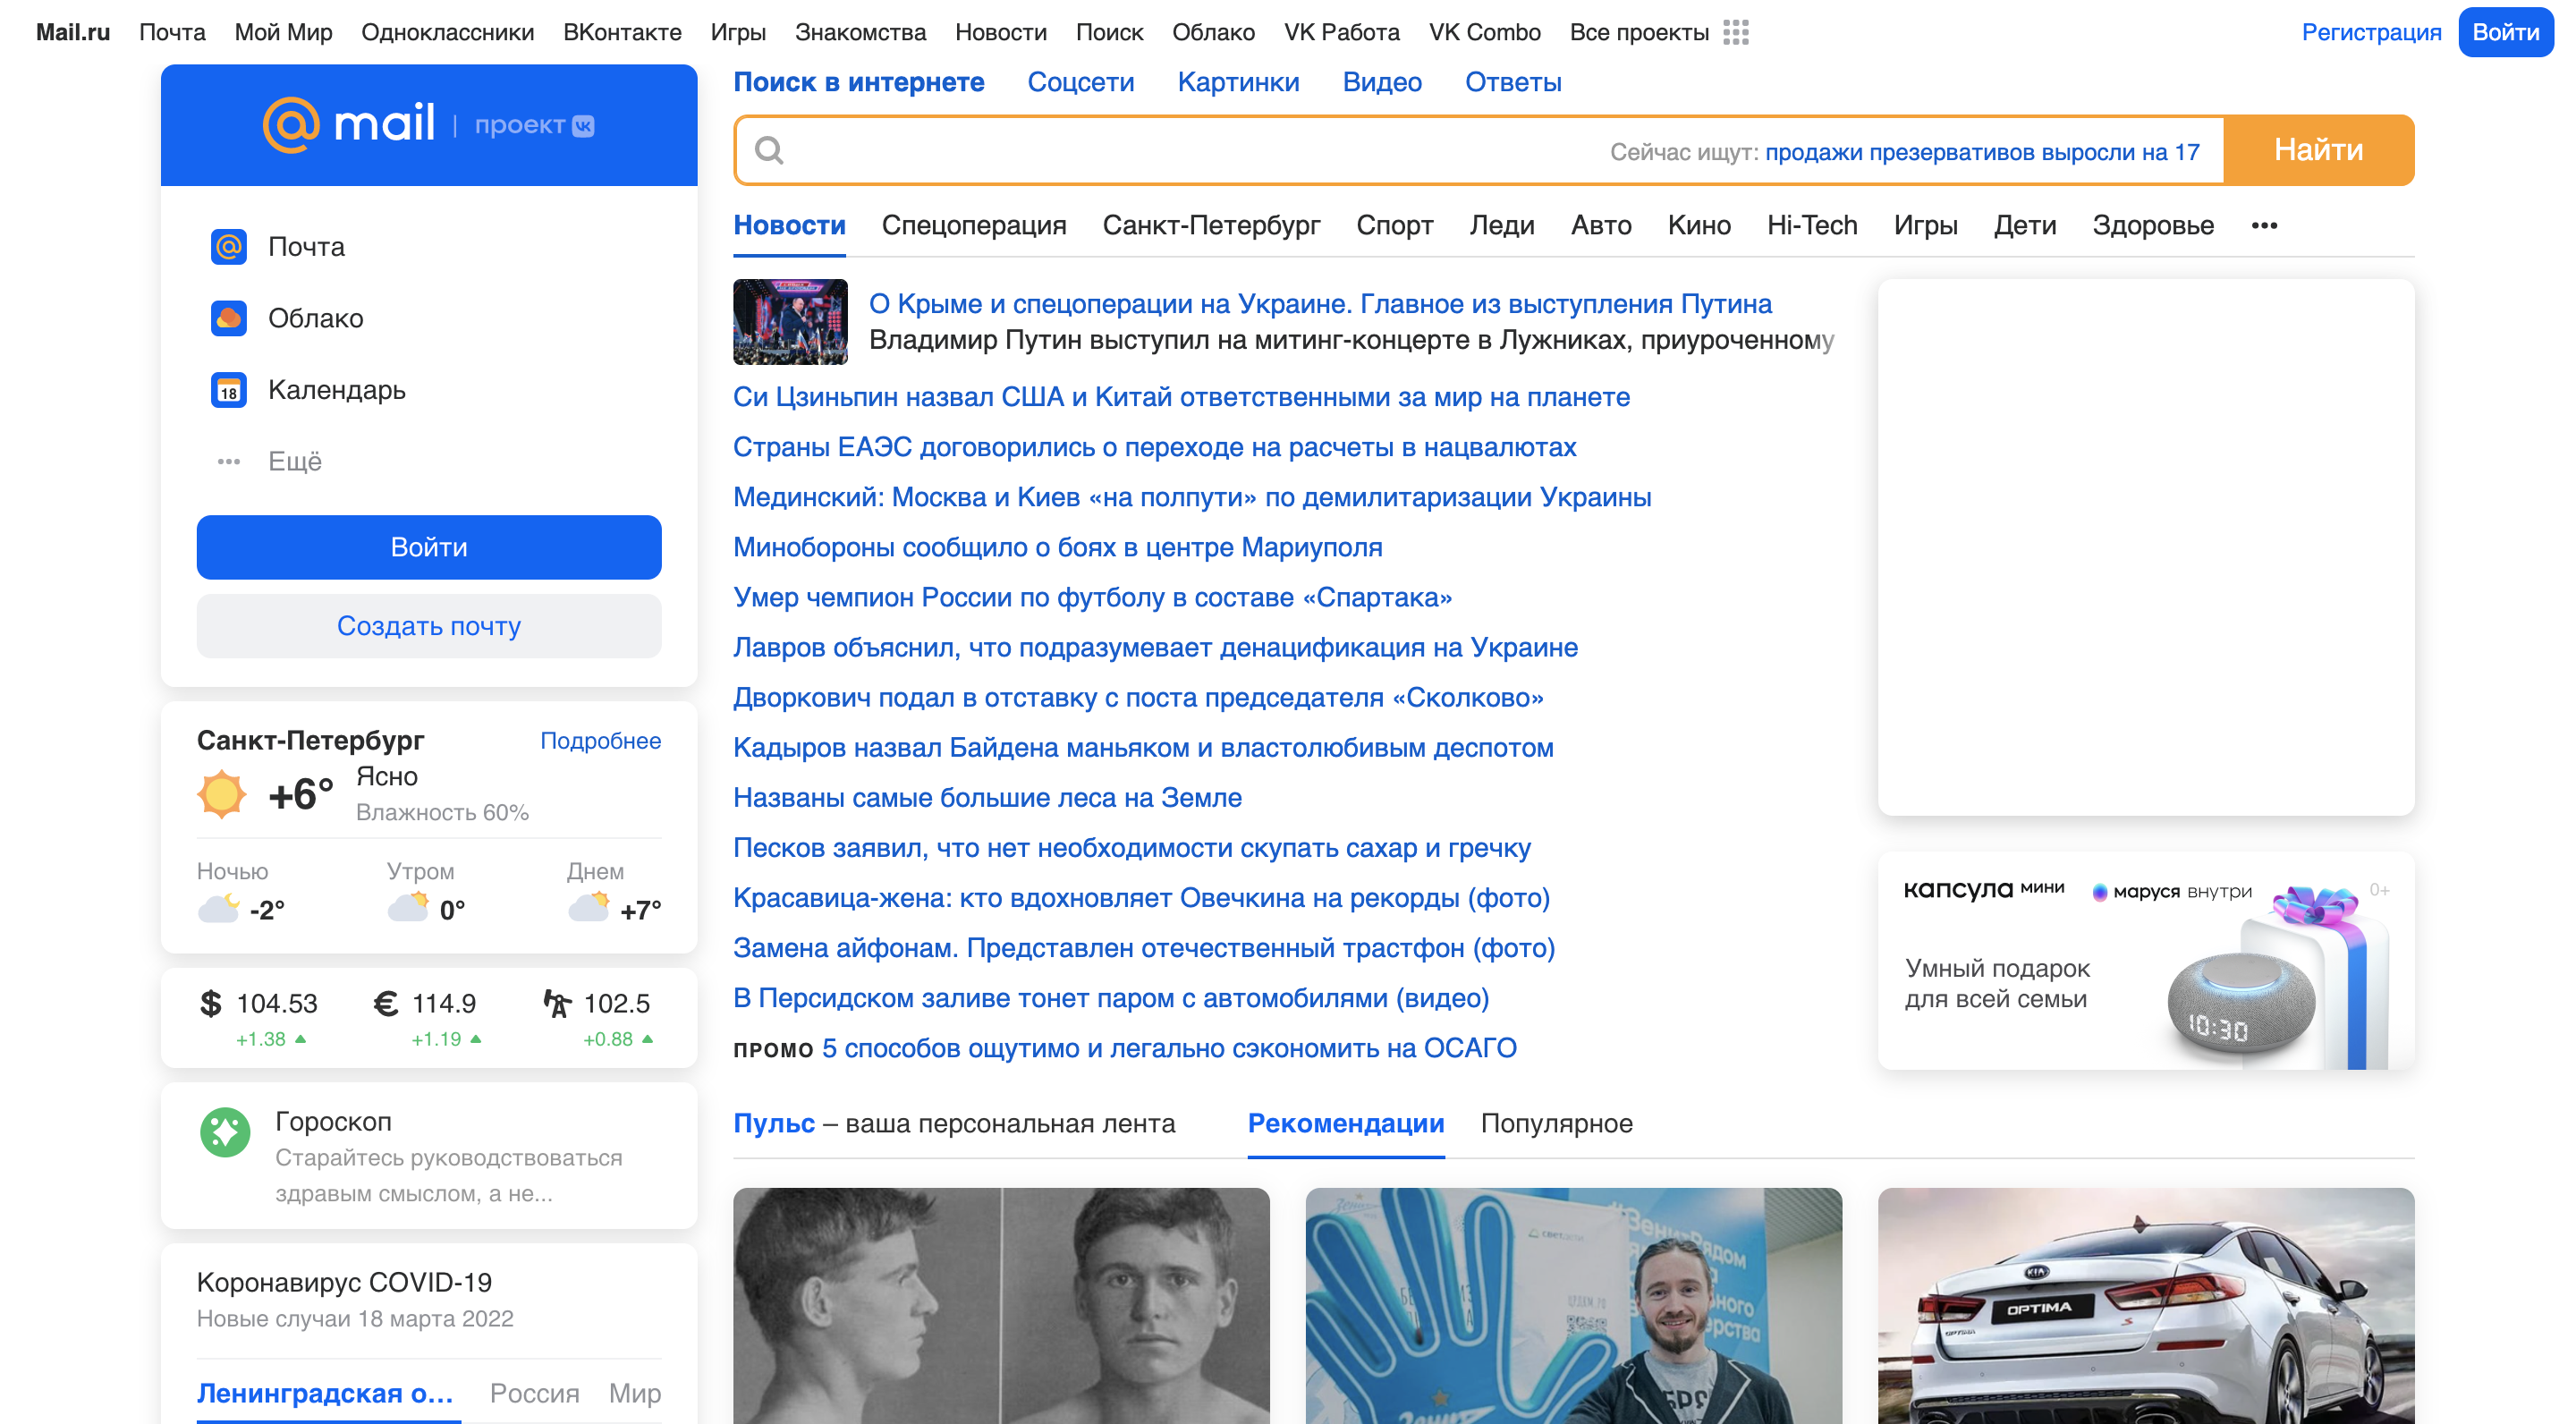 Mail.ru Почта Мой Мир Одноклассники ВКонтакте Игры Знакомства Новости Поиск Облако VK Работа VK Combo Все проекты Регистрация Войти
mail | проект
Почта
Облако
18 Календарь
Ещё
Войти
Создать почту
Санкт-Петербург Подробнее
+6° Ясно
Влажность 60%
Ночью Утром Днем
-2° 0° +7°
$ 104.53 € 114.9 102.5
+1.38 +1.19 +0.88
Гороскоп
Старайтесь руководствоваться
здравым смыслом, а не...
Коронавирус COVID-19
Новые случаи 18 марта 2022
Ленинградская о... Россия Мир
Поиск в интернете Соцсети Картинки Видео Ответы
Сейчас ищут: продажи презервативов выросли на 17 Найти
Новости Спецоперация Санкт-Петербург Спорт Леди Авто Кино Hi-Tech Игры Дети Здоровье •••
О Крыме и спецоперации на Украине. Главное из выступления Путина
Владимир Путин выступил на митинг-концерте в Лужниках, приуроченному
Си Цзиньпин назвал США и Китай ответственными за мир на планете
Страны ЕАЭС договорились о переходе на расчеты в нацвалютах
Мединский: Москва и Киев «на полпути» по демилитаризации Украины
Минобороны сообщило о боях в центре Мариуполя
Умер чемпион России по футболу в составе «Спартака»
Лавров объяснил, что подразумевает денацификация на Украине
Дворкович подал в отставку с поста председателя «Сколково»
Кадыров назвал Байдена маньяком и властолюбивым деспотом
Названы самые большие леса на Земле
Песков заявил, что нет необходимости скупать сахар и гречку
Красавица-жена: кто вдохновляет Овечкина на рекорды (фото)
Замена айфонам. Представлен отечественный трастфон (фото)
В Персидском заливе тонет паром с автомобилями (видео)
ПРОМО 5 способов ощутимо и легально сэкономить на ОСАГО
капсула мини маруся внутри 0+
Умный подарок
для всей семьи
10:30
Пульс – ваша персональная лента Рекомендации Популярное
#ЗенитРядом
KIA
OPTIMA